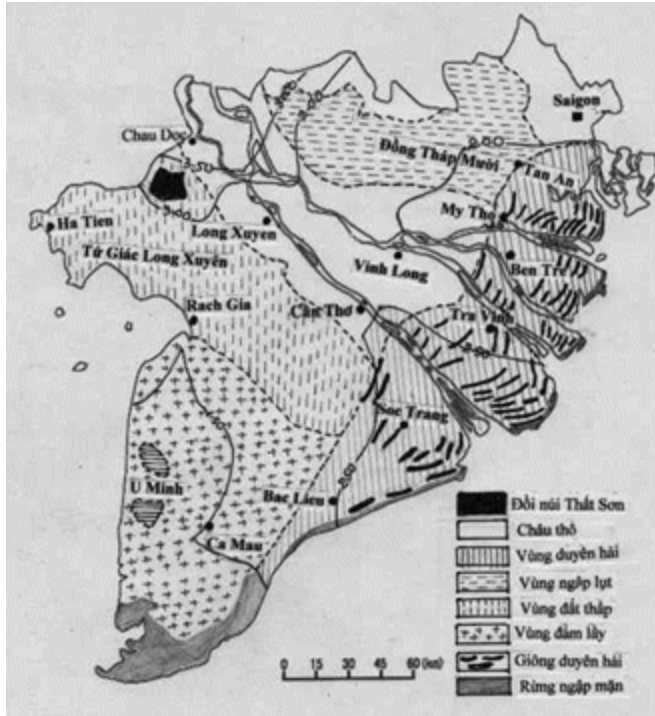 Saigon
Chau Doc
Đồng Tháp Mười
Tan An
My Tho
Ha Tien
Long Xuyen
Tứ Giác Long Xuyên
Vinh Long
Ben Tre
Rach Gia
Cần Thơ
Tra Vinh
Soc Trang
U Minh
Bac Liêu
Ca Mau
Đồi núi Thất Sơn
Châu thổ
Vùng duyên hải
Vùng ngập lụt
Vùng đất thấp
Vùng đầm lầy
Giồng duyên hải
Rừng ngập mặn
0 15 30 45 60 (km)